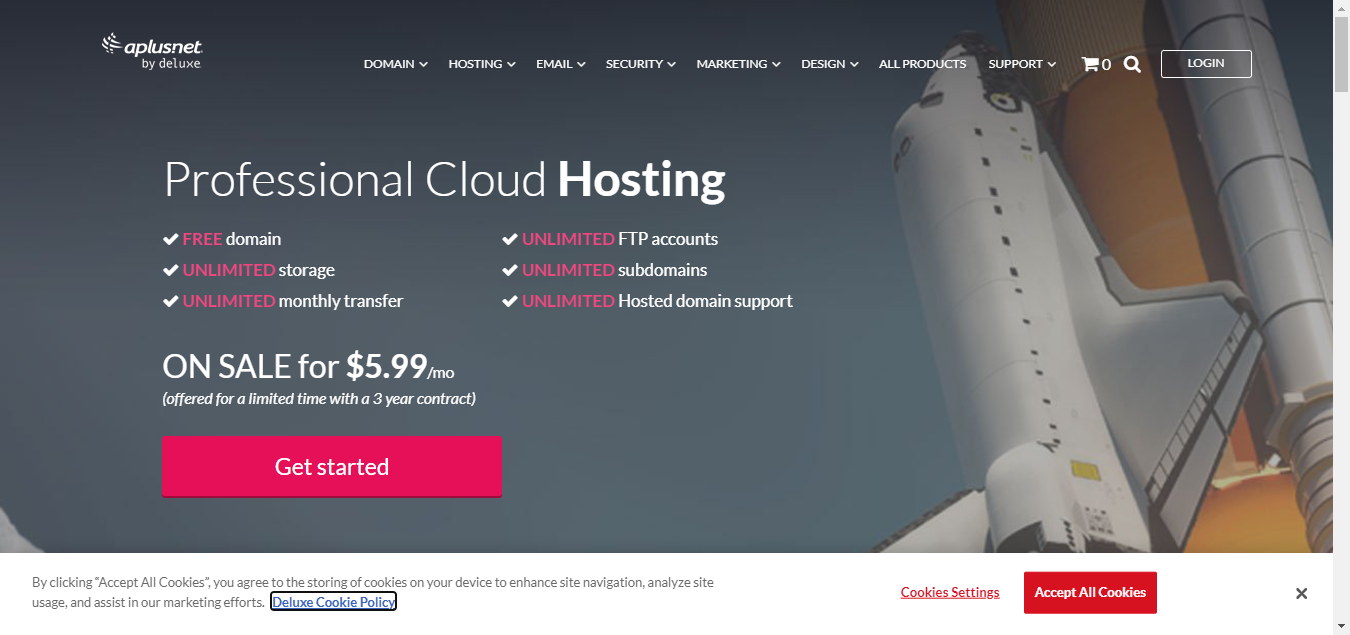 aplusnet
by deluxe.
DOMAIN HOSTING EMAIL SECURITY MARKETING DESIGN ALL PRODUCTS SUPPORT 0 LOGIN
Professional Cloud Hosting
FREE domain
UNLIMITED storage
UNLIMITED monthly transfer
UNLIMITED FTP accounts
UNLIMITED subdomains
UNLIMITED Hosted domain support
ON SALE for $5.99/mo
(offered for a limited time with a 3 year contract)
Get started
By clicking "Accept All Cookies", you agree to the storing of cookies on your device to enhance site navigation, analyze site
usage, and assist in our marketing efforts. Deluxe Cookie Policy
Cookies Settings
Accept All Cookies